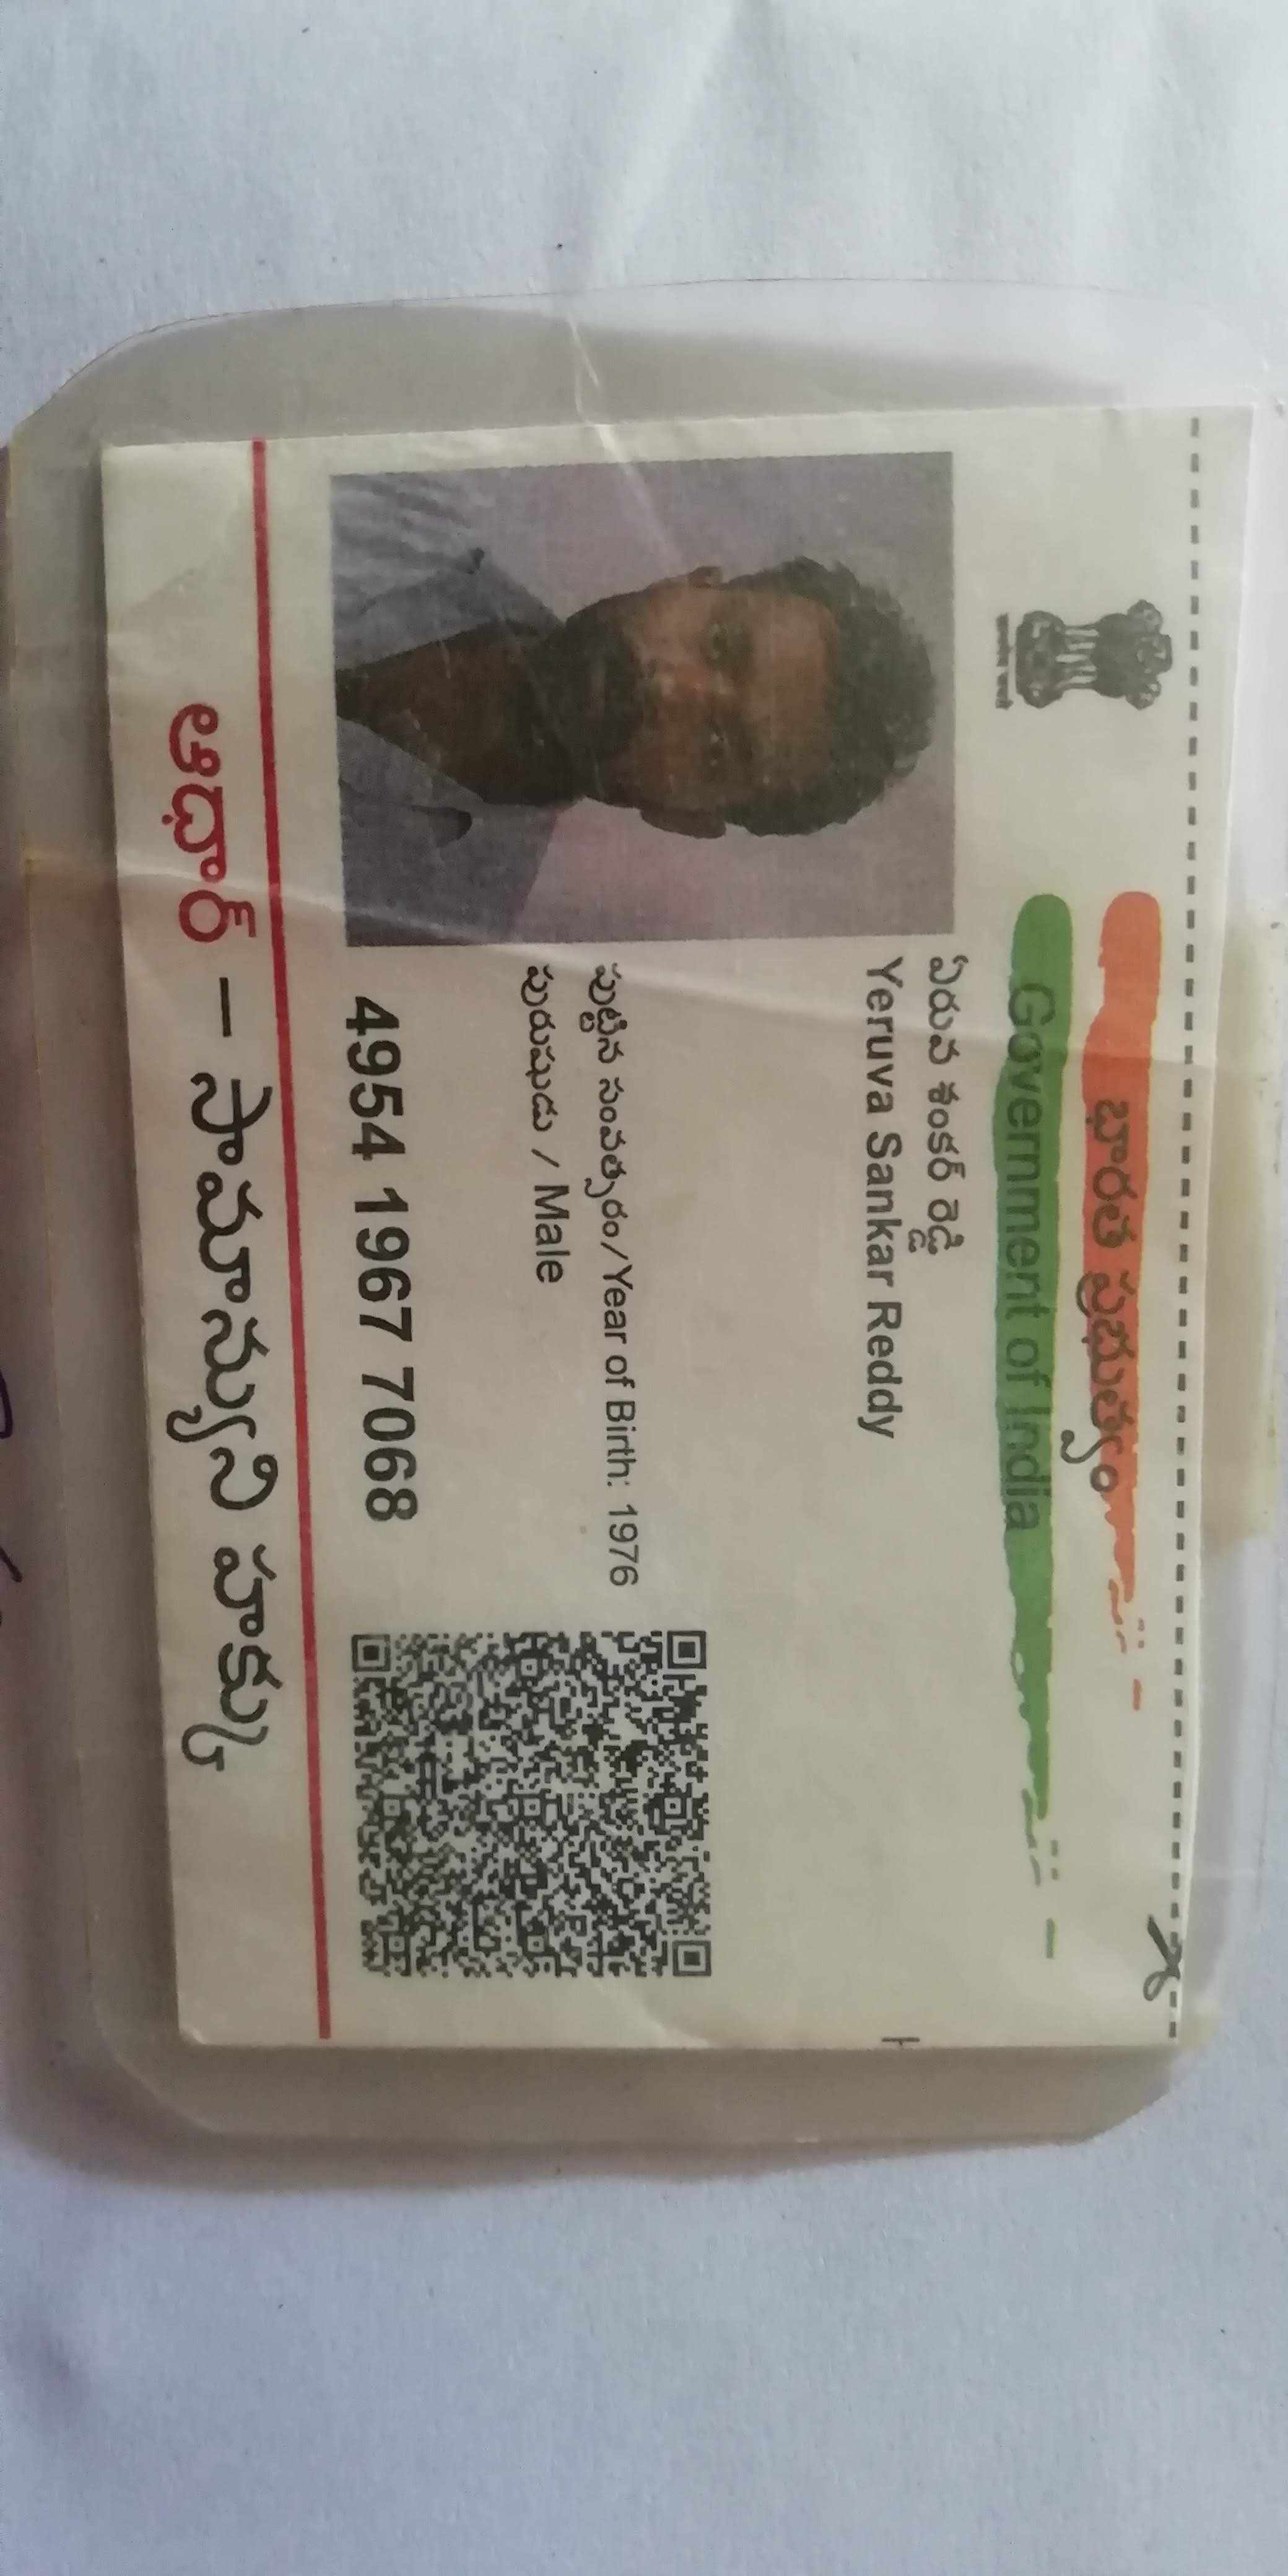 భారత ప్రభుత్వం
Government of India
ఏరువ శంకర్ రెడ్డి
Yeruva Sankar Reddy
పుట్టిన సంవత్సరం/Year of Birth: 1976
పురుషుడు / Male
4954 1967 7068
ఆధార్ – సామాన్యుని హక్కు